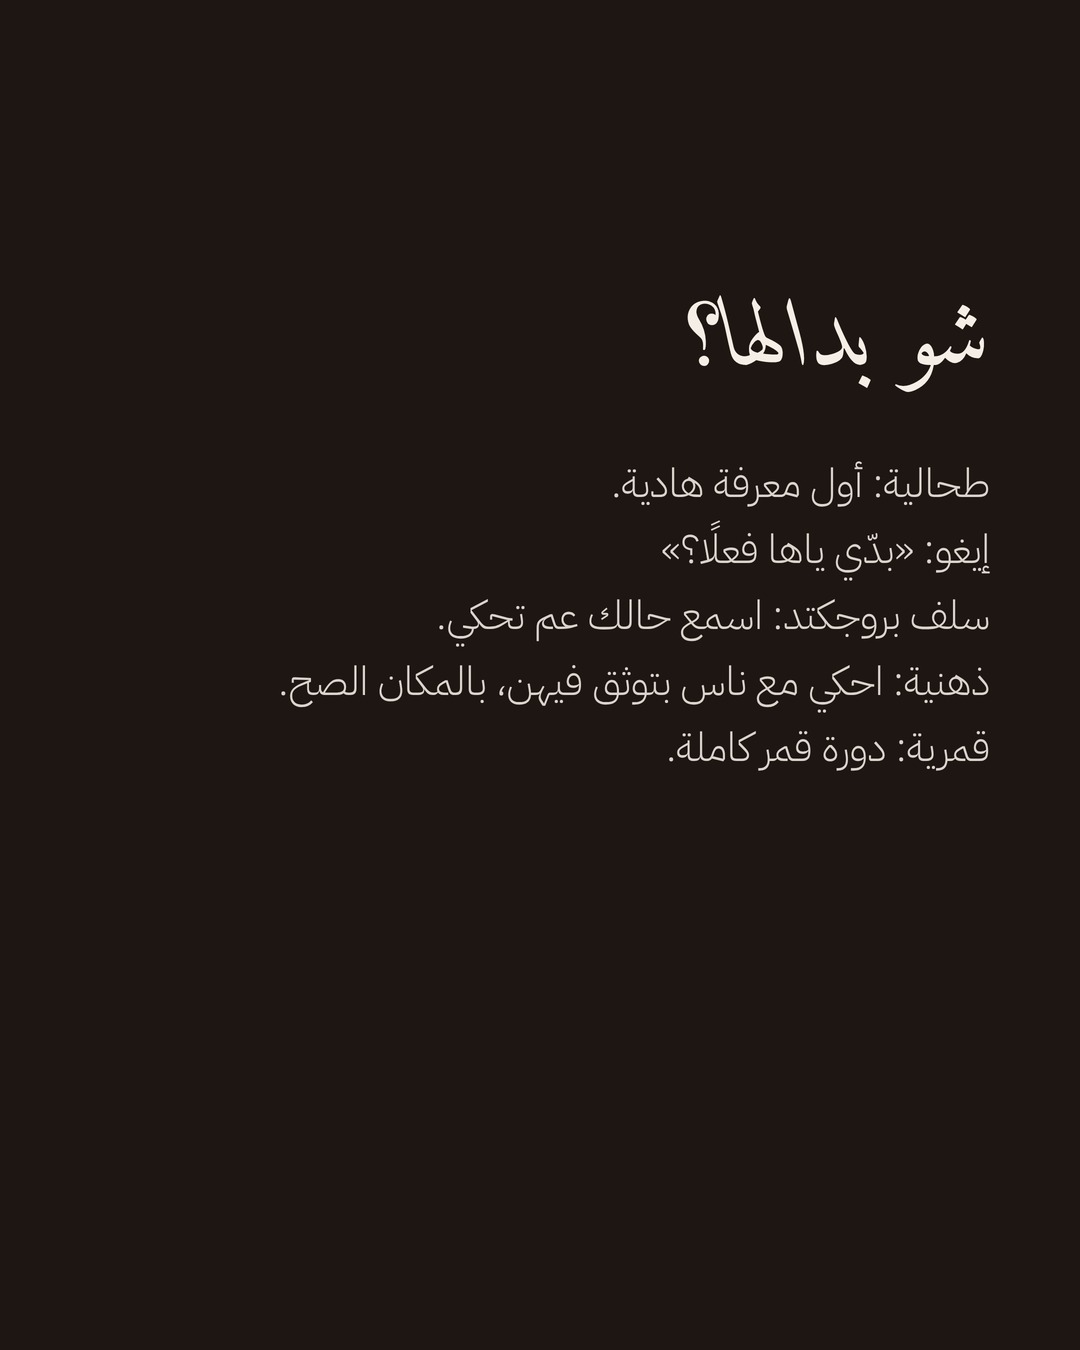 شو بدالها؟
طحالية: أول معرفة هادية.
إيغو: «بدّي ياها فعلًا؟»
سلف بروجكتد: اسمع حالك عم تحكي.
ذهنية: احكي مع ناس بتوثق فيهن، بالمكان الصح.
قمرية: دورة قمر كاملة.